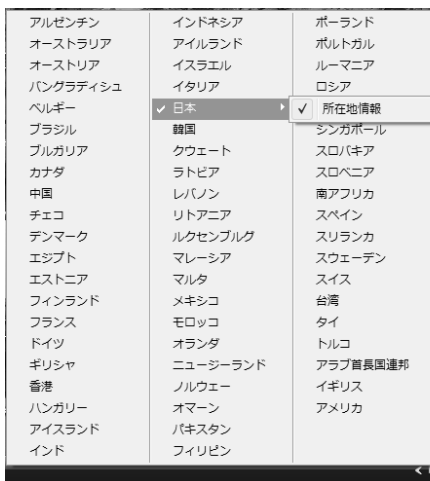 アルゼンチン
オーストラリア
オーストリア
バングラディシュ
ベルギー
ブラジル
ブルガリア
カナダ
中国
チェコ
デンマーク
エジプト
エストニア
フィンランド
フランス
ドイツ
ギリシャ
香港
ハンガリー
アイスランド
インド
インドネシア
アイルランド
イスラエル
イタリア
日本
韓国
クウェート
ラトビア
レバノン
リトアニア
ルクセンブルグ
マレーシア
マルタ
メキシコ
モロッコ
オランダ
ニュージーランド
ノルウェー
オマーン
パキスタン
フィリピン
ポーランド
ポルトガル
ルーマニア
ロシア
所在地情報
シンガポール
スロバキア
スロベニア
南アフリカ
スペイン
スリランカ
スウェーデン
スイス
台湾
タイ
トルコ
アラブ首長国連邦
イギリス
アメリカ